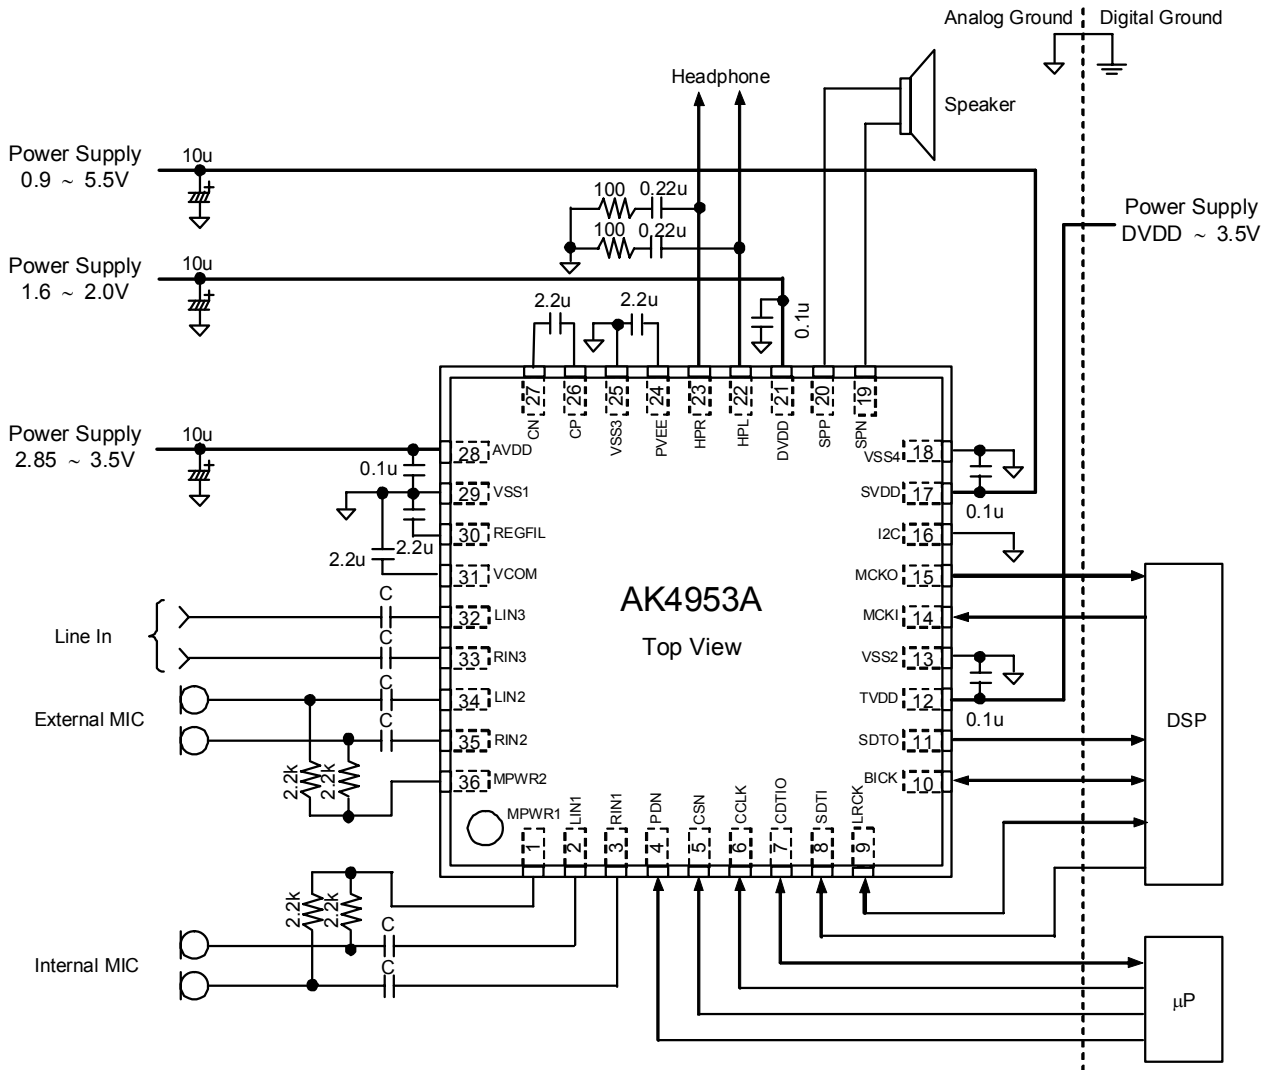 Analog Ground
Digital Ground
Headphone
Speaker
Power Supply
0.9 ~ 5.5V
10u
100
0.22u
100
0.22u
Power Supply
DVDD ~ 3.5V
Power Supply
1.6 ~ 2.0V
10u
2.2u
2.2u
0.1u
27
26
25
24
23
22
21
20
19
CN
CP
VSS3
PVEE
HPR
HPL
DVDD
SPP
SPN
Power Supply
2.85 ~ 3.5V
10u
0.1u
28
AVDD
VSS4
18
29
VSS1
SVDD
17
0.1u
30
REGFIL
I2C
16
2.2u
2.2u
31
VCOM
MCKO
15
AK4953A
Top View
C
32
LIN3
MCKI
14
Line In
C
33
RIN3
VSS2
13
C
34
LIN2
TVDD
12
0.1u
External MIC
C
35
RIN2
SDTO
11
DSP
2.2k
2.2k
36
MPWR2
BICK
10
MPWR1
LIN1
RIN1
PDN
CSN
CCLK
CDTIO
SDTI
LRCK
1
2
3
4
5
6
7
8
9
2.2k
2.2k
C
C
Internal MIC
µP